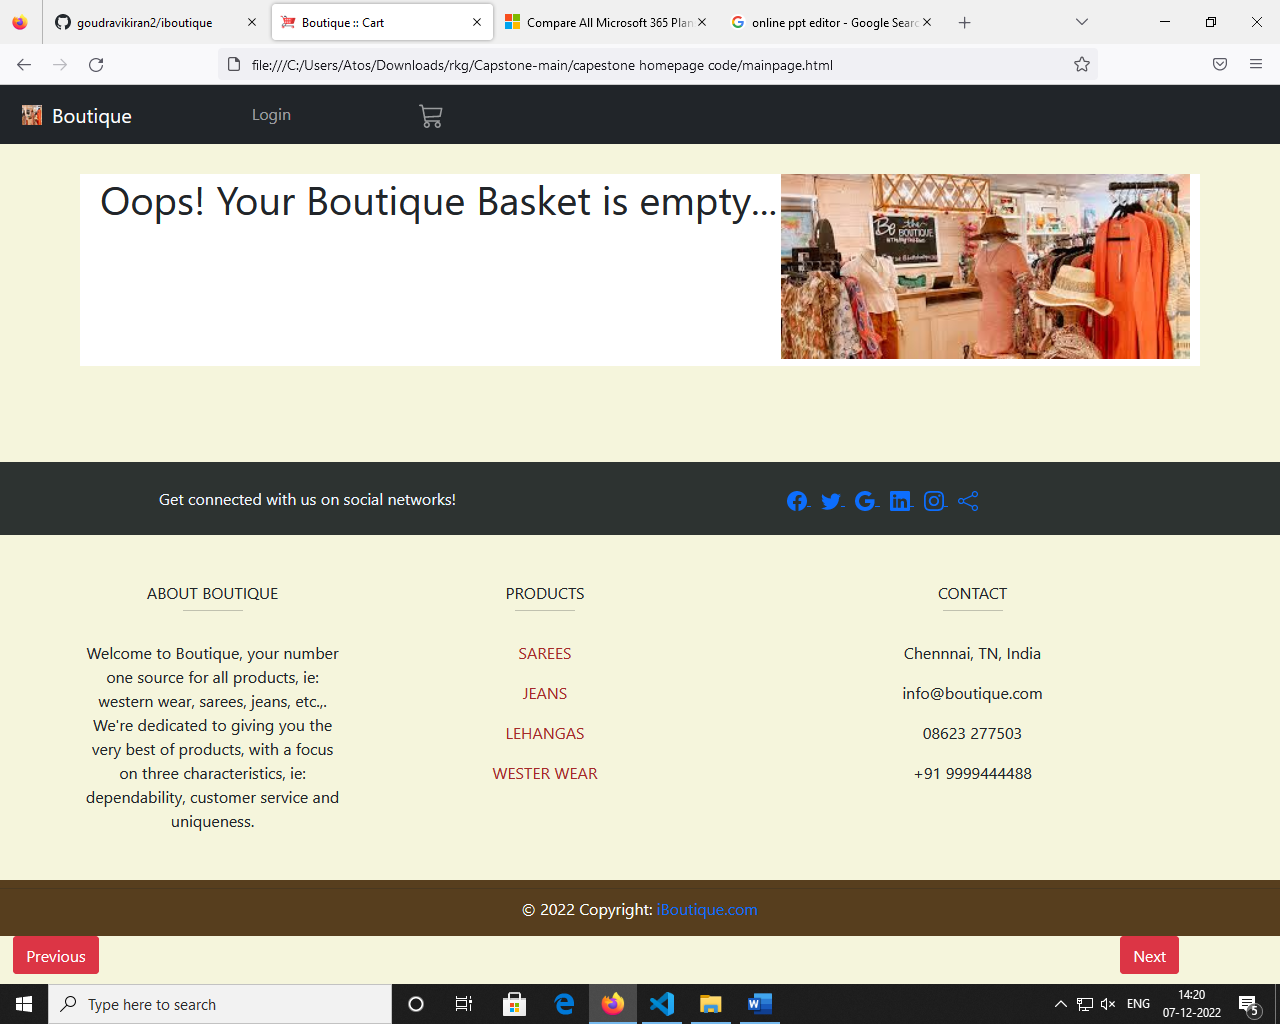 goudravikiran2/iboutique
Boutique :: Cart
Compare All Microsoft 365 Plan
online ppt editor - Google Searc
file:///C:/Users/Atos/Downloads/rkg/Capstone-main/capestone homepage code/mainpage.html
Boutique
Login
Oops! Your Boutique Basket is empty...
Be the
BOUTIQUE
Get connected with us on social networks!
ABOUT BOUTIQUE
Welcome to Boutique, your number
one source for all products, ie:
western wear, sarees, jeans, etc.,.
We're dedicated to giving you the
very best of products, with a focus
on three characteristics, ie:
dependability, customer service and
uniqueness.
PRODUCTS
SAREES
JEANS
LEHANGAS
WESTER WEAR
CONTACT
Chennnai, TN, India
info@boutique.com
08623 277503
+91 9999444488
© 2022 Copyright: iBoutique.com
Previous
Next
Type here to search
ENG
14:20
07-12-2022
5